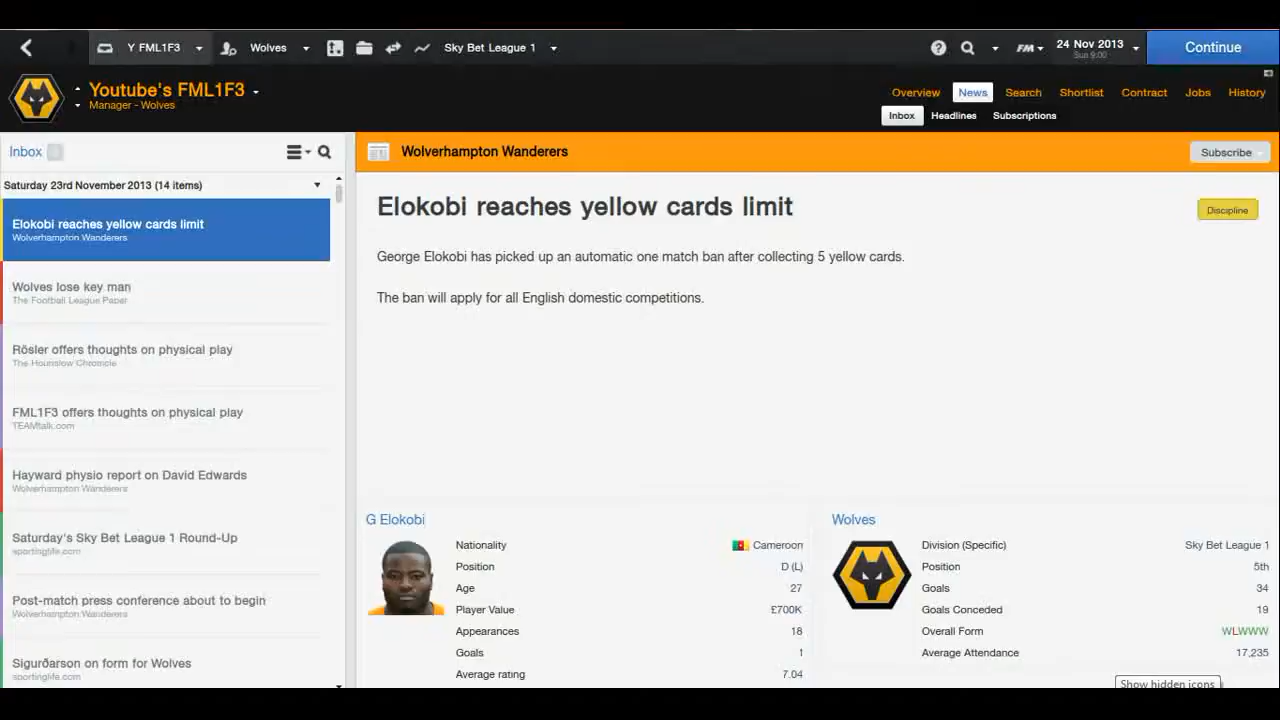 Y FML1F3 Wolves Sky Bet League 1 FM 24 Nov 2013 Continue
Sun 9:00
Youtube's FML1F3
Manager - Wolves
Overview News Search Shortlist Contract Jobs History
Inbox Headlines Subscriptions
Inbox
Wolverhampton Wanderers
Subscribe
Saturday 23rd November 2013 (14 items)
Elokobi reaches yellow cards limit
Wolverhampton Wanderers
Wolves lose key man
The Football League Paper
Rösler offers thoughts on physical play
The Hounslow Chronicle
FML1F3 offers thoughts on physical play
TEAMtalk.com
Hayward physio report on David Edwards
Wolverhampton Wanderers
Saturday's Sky Bet League 1 Round-Up
sportinglife.com
Post-match press conference about to begin
Wolverhampton Wanderers
Sigurðarson on form for Wolves
sportinglife.com
Elokobi reaches yellow cards limit
Discipline
George Elokobi has picked up an automatic one match ban after collecting 5 yellow cards.
The ban will apply for all English domestic competitions.
G Elokobi
Nationality Cameroon
Position D (L)
Age 27
Player Value £700K
Appearances 18
Goals 1
Average rating 7.04
Wolves
Division (Specific) Sky Bet League 1
Position 5th
Goals 34
Goals Conceded 19
Overall Form WLWWW
Average Attendance 17,235
Show hidden icons